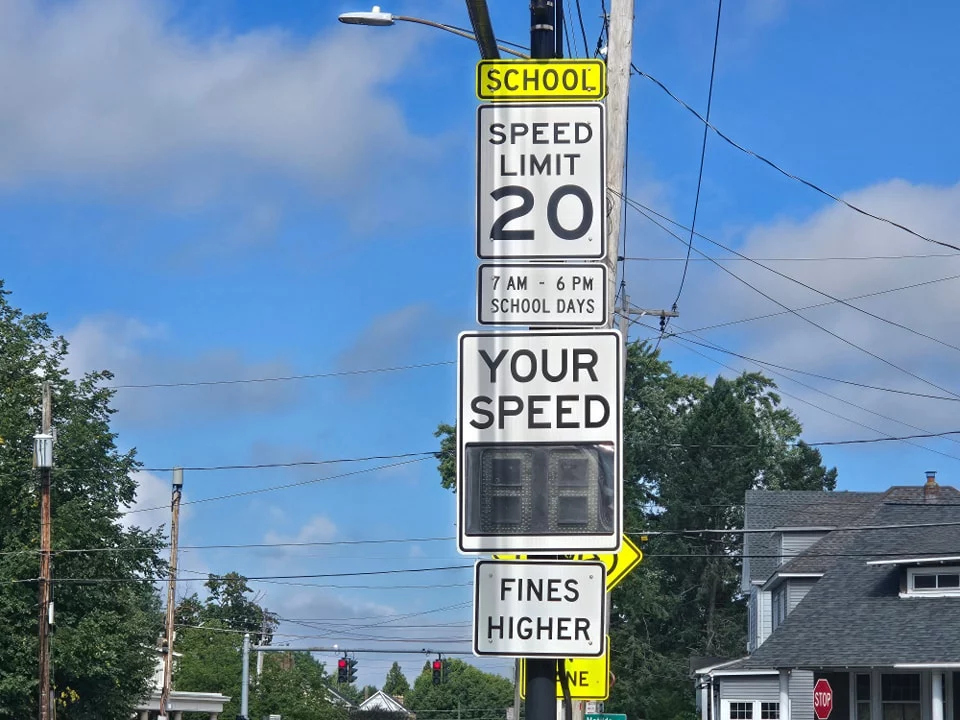 SCHOOL
SPEED
LIMIT
20
7 AM - 6 PM
SCHOOL DAYS
YOUR
SPEED
FINES
HIGHER
STOP